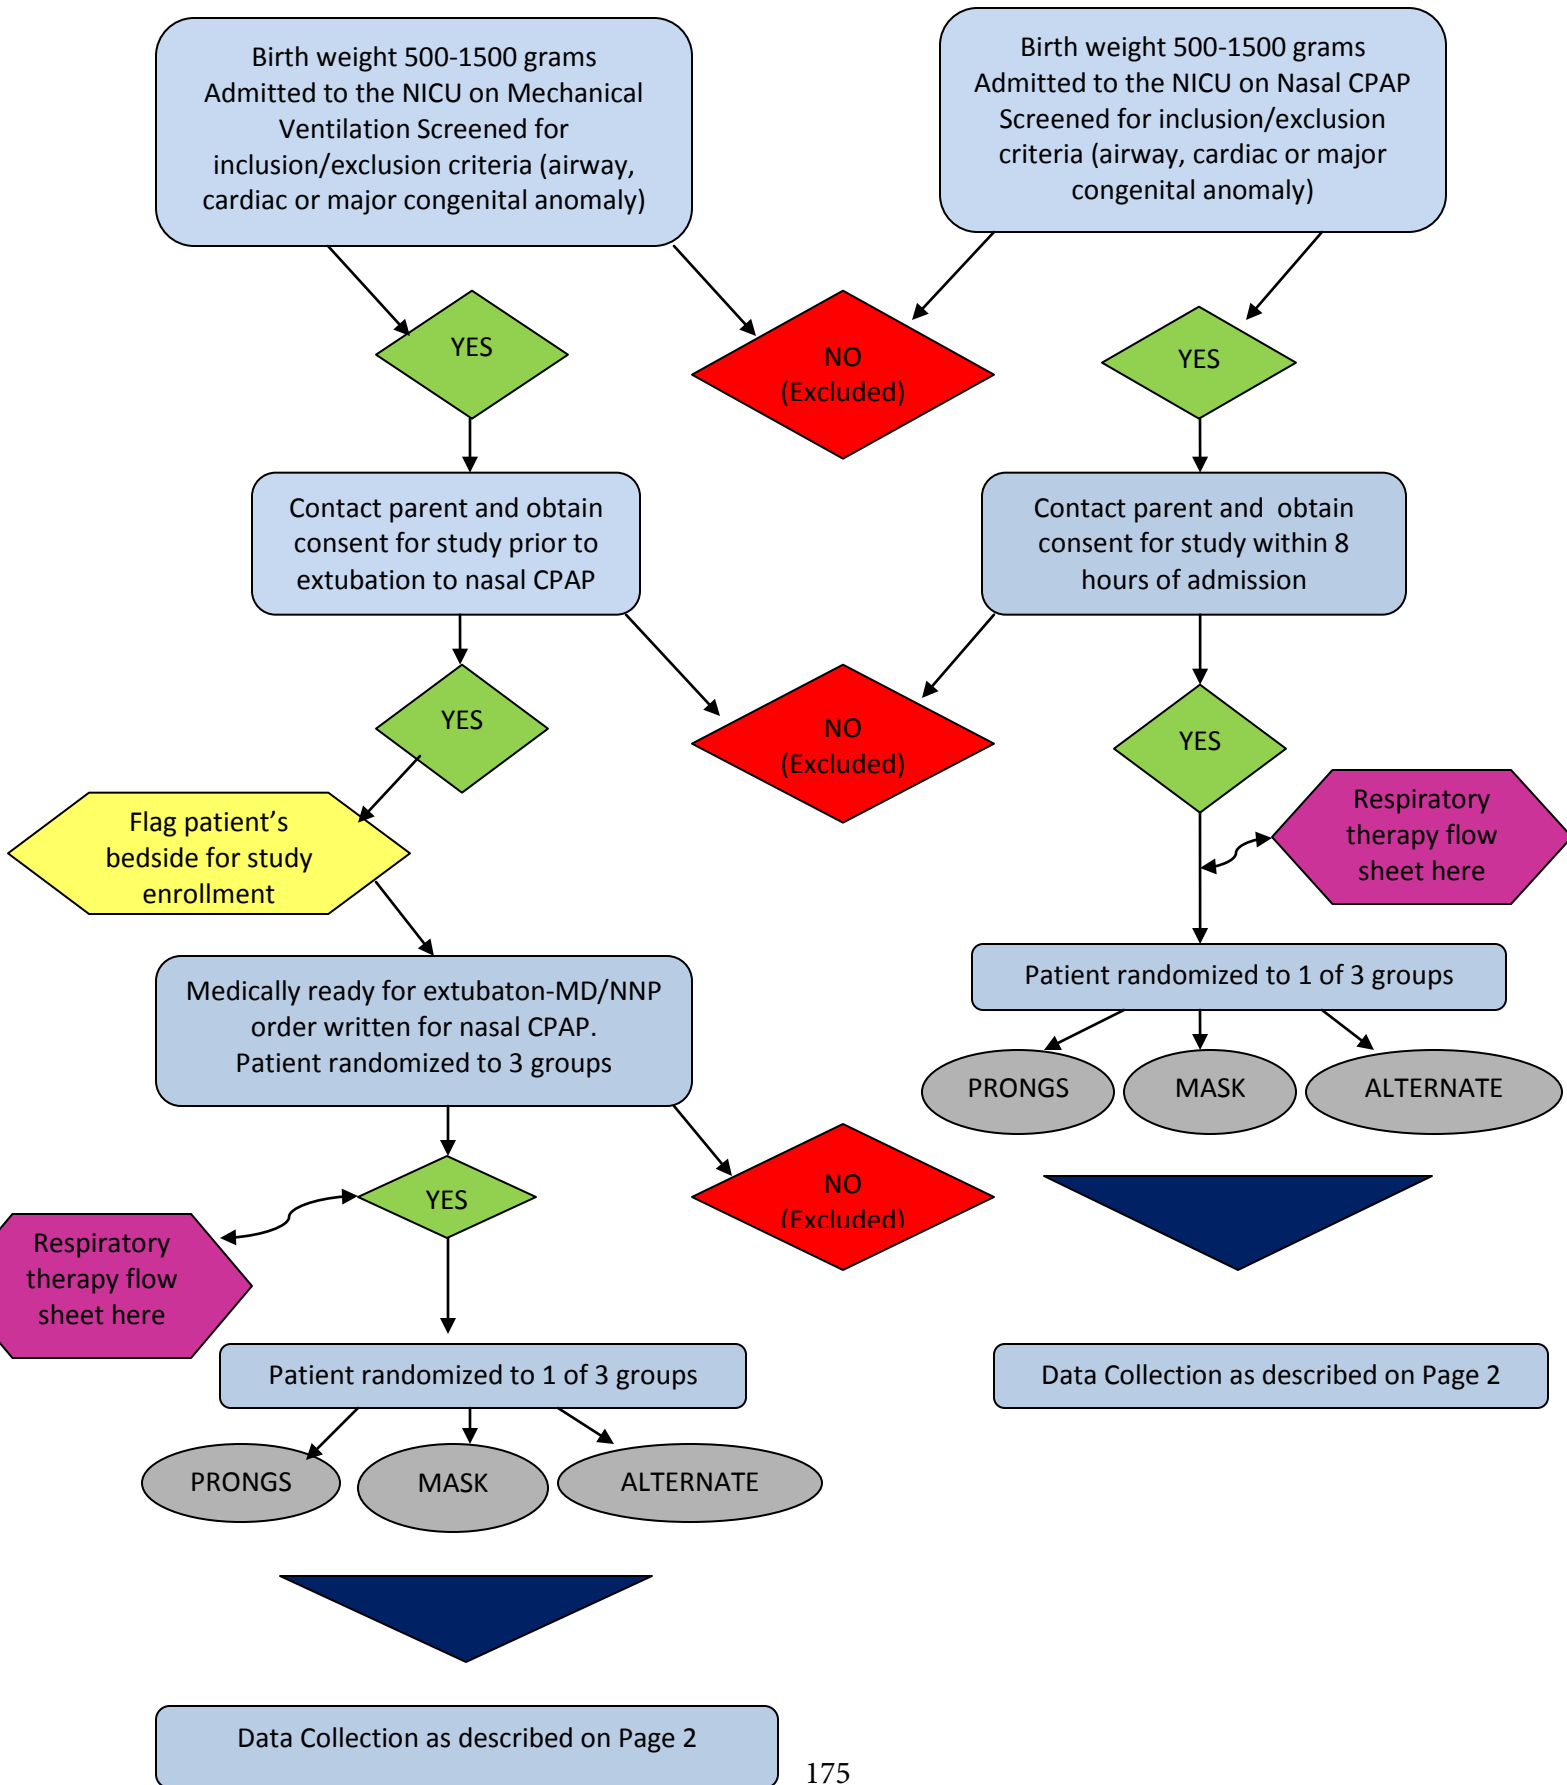 Birth weight 500-1500 grams
Admitted to the NICU on Mechanical
Ventilation Screened for
inclusion/exclusion criteria (airway,
cardiac or major congenital anomaly)
Birth weight 500-1500 grams
Admitted to the NICU on Nasal CPAP
Screened for inclusion/exclusion
criteria (airway, cardiac or major
congenital anomaly)
YES
NO
(Excluded)
YES
Contact parent and obtain
consent for study prior to
extubation to nasal CPAP
Contact parent and  obtain
consent for study within 8
hours of admission
YES
NO
(Excluded)
YES
Flag patient’s
bedside for study
enrollment
Respiratory
therapy flow
sheet here
Medically ready for extubaton-MD/NNP
order written for nasal CPAP.
Patient randomized to 3 groups
Patient randomized to 1 of 3 groups
PRONGS
MASK
ALTERNATE
YES
NO
(Excluded)
Respiratory
therapy flow
sheet here
Patient randomized to 1 of 3 groups
Data Collection as described on Page 2
PRONGS
MASK
ALTERNATE
Data Collection as described on Page 2
175